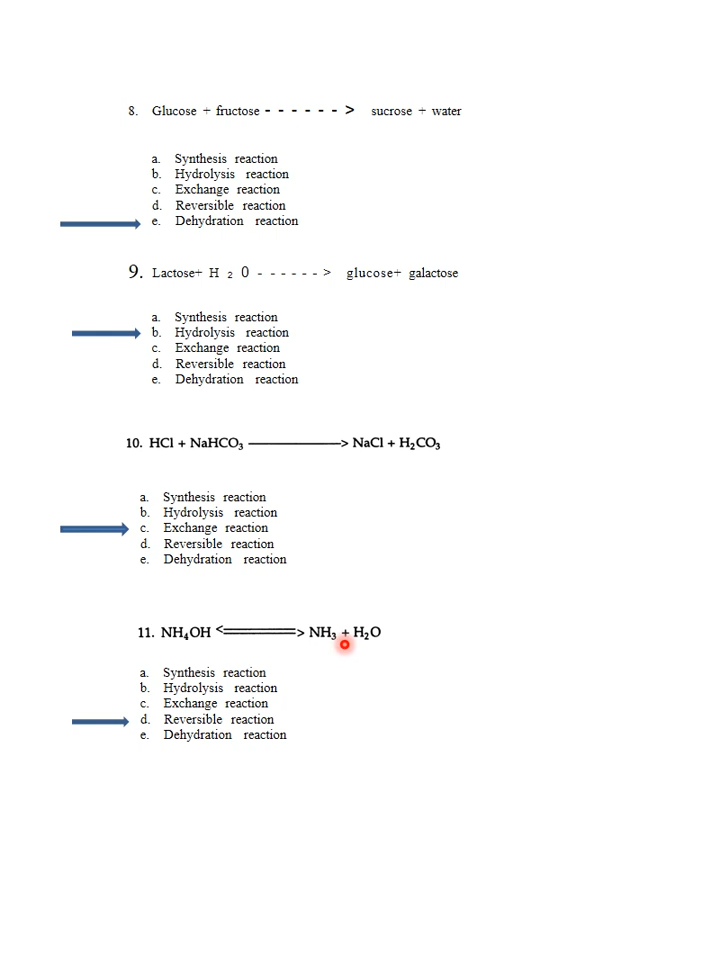 8. Glucose + fructose - - - - - - > sucrose + water
a. Synthesis reaction
b. Hydrolysis reaction
c. Exchange reaction
d. Reversible reaction
e. Dehydration reaction
9. Lactose+ H 2 0 - - - - - - > glucose+ galactose
a. Synthesis reaction
b. Hydrolysis reaction
c. Exchange reaction
d. Reversible reaction
e. Dehydration reaction
10. HCl + NaHCO₃ ————> NaCl + H₂CO₃
a. Synthesis reaction
b. Hydrolysis reaction
c. Exchange reaction
d. Reversible reaction
e. Dehydration reaction
11. NH₄OH <====> NH₃ + H₂O
a. Synthesis reaction
b. Hydrolysis reaction
c. Exchange reaction
d. Reversible reaction
e. Dehydration reaction